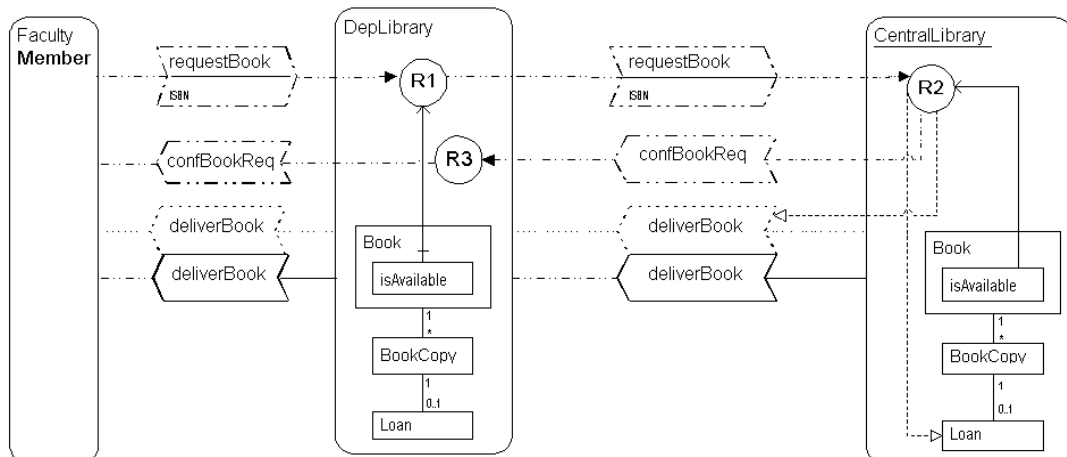 Faculty
Member
DepLibrary
CentralLibrary
requestBook
ISBN
R1
requestBook
ISBN
R2
confBookReq
R3
confBookReq
deliverBook
deliverBook
deliverBook
deliverBook
Book
isAvailable
Book
isAvailable
1
*
BookCopy
1
0..1
Loan
1
*
BookCopy
1
0..1
Loan